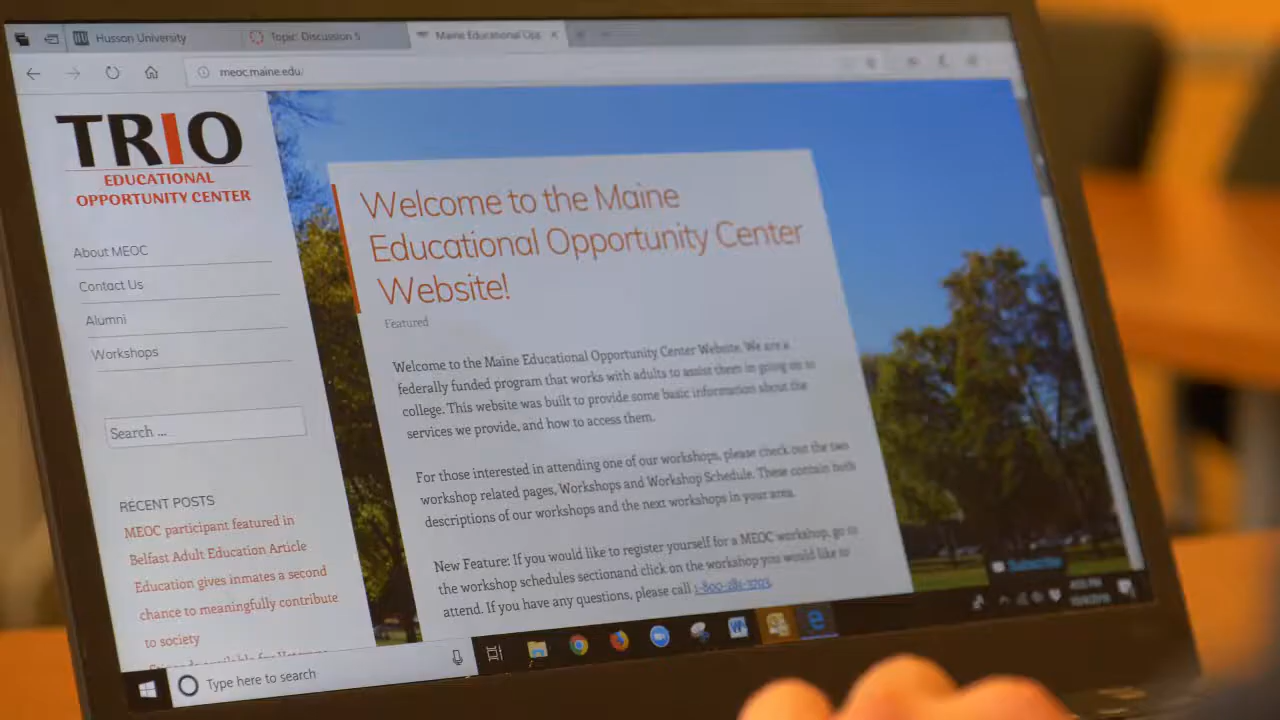 Husson University
Topic: Discussion 5
Maine Educational Opp
meoc.maine.edu/
TRIO
EDUCATIONAL
OPPORTUNITY CENTER
About MEOC
Contact Us
Alumni
Workshops
Search ...
RECENT POSTS
MEOC participant featured in
Belfast Adult Education Article
Education gives inmates a second
chance to meaningfully contribute
to society
Welcome to the Maine
Educational Opportunity Center
Website!
Featured
Welcome to the Maine Educational Opportunity Center Website. We are a
federally funded program that works with adults to assist them in going on to
college. This website was built to provide some basic information about the
services we provide, and how to access them.
For those interested in attending one of our workshops, please check out the two
workshop related pages, Workshops and Workshop Schedule. These contain both
descriptions of our workshops and the next workshops in your area.
New Feature: If you would like to register yourself for a MEOC workshop, go to
the workshop schedules sectionand click on the workshop you would like to
attend. If you have any questions, please call 1-800-281-3703.
Subscribe
Type here to search